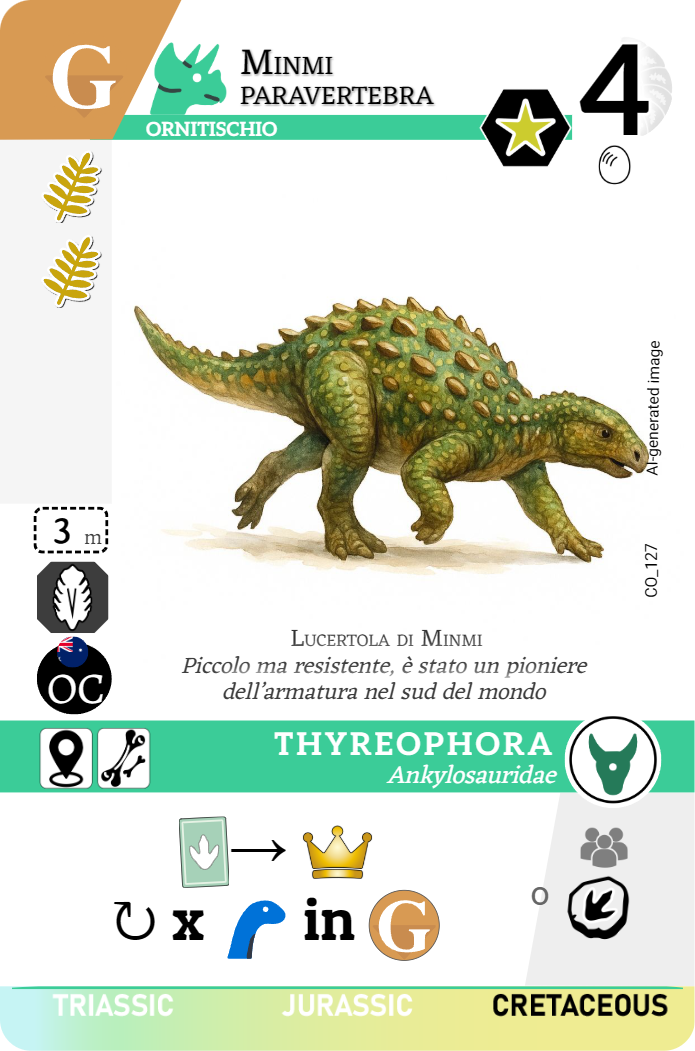 G
Minmi
paravertebra
4
ORNITISCHIO
AI-generated image
CO_127
3 m
OC
Lucertola di Minmi
Piccolo ma resistente, è stato un pioniere
dell'armatura nel sud del mondo
THYREOPHORA
Ankylosauridae
x in G
O
TRIASSIC JURASSIC CRETACEOUS